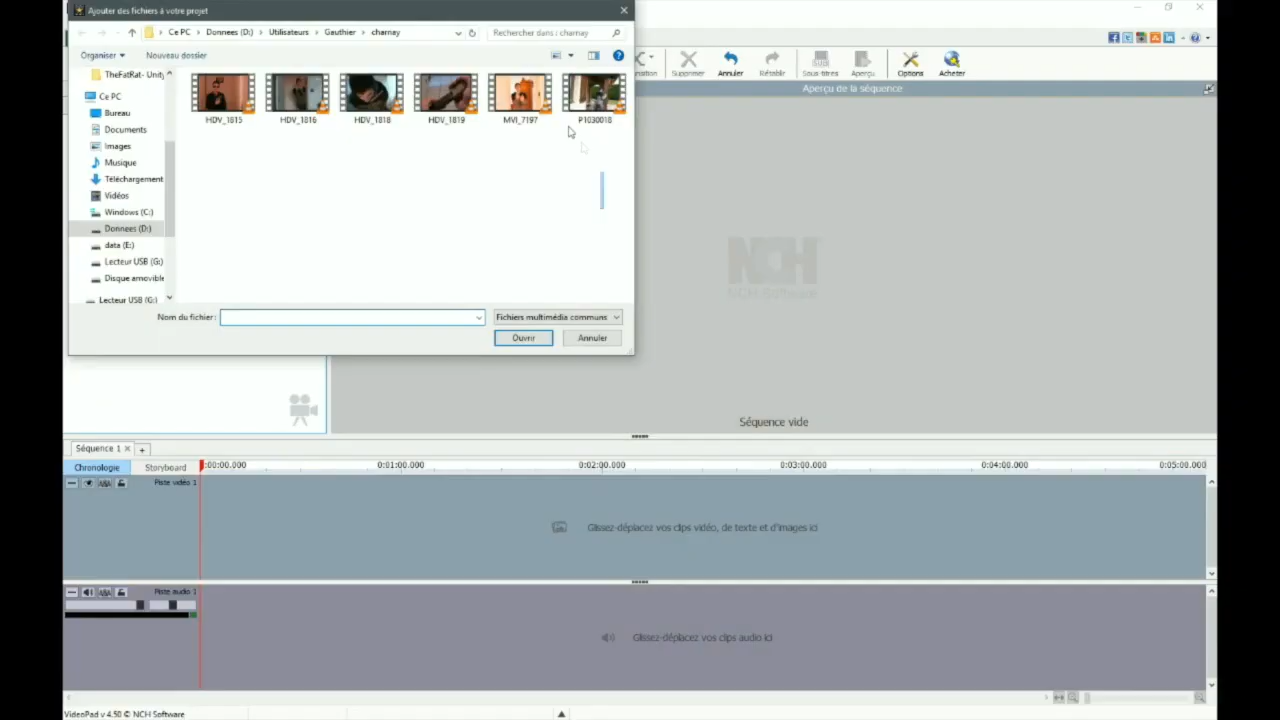 Ajouter des fichiers à votre projet
Ce PC > Donnees (D:) > Utilisateurs > Gauthier > charnay
Rechercher dans : charnay
Organiser
Nouveau dossier
TheFatRat- Unity
Ce PC
Bureau
Documents
Images
Musique
Téléchargement
Vidéos
Windows (C:)
Donnees (D:)
data (E:)
Lecteur USB (G:)
Disque amovible
Lecteur USB (G:)
HDV_1815
HDV_1816
HDV_1818
HDV_1819
MVI_7197
P1030018
Nom du fichier :
Fichiers multimédia communs
Ouvrir
Annuler
Supprimer
Annuler
Rétablir
Sous-titres
Aperçu
Options
Acheter
Aperçu de la séquence
NCH
NCH Software
Séquence vide
Séquence 1
Chronologie
Storyboard
:00:00.000
0:01:00.000
0:02:00.000
0:03:00.000
0:04:00.000
0:05:00.000
Piste vidéo 1
Glissez-déplacez vos clips vidéo, de texte et d'images ici
Piste audio 1
Glissez-déplacez vos clips audio ici
VideoPad v 4.50 © NCH Software